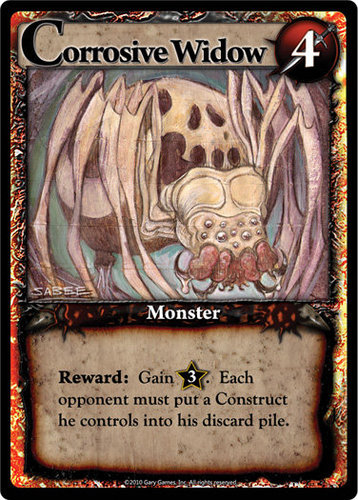 Corrosive Widow 4
SABEE
Monster
Reward: Gain 3. Each
opponent must put a Construct
he controls into his discard pile.
©2010 Gary Games, Inc. All rights reserved.